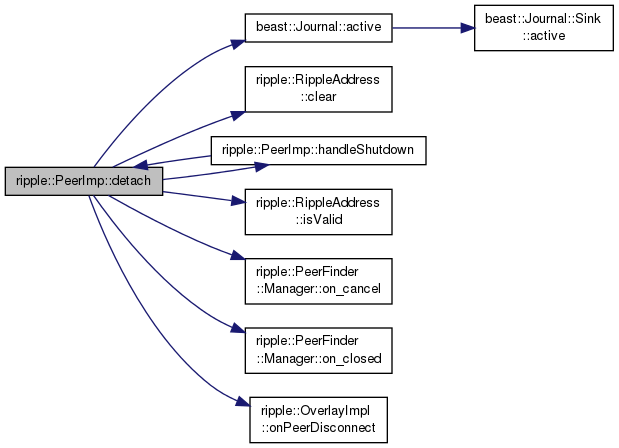 ripple::PeerImp::detach
beast::Journal::active
beast::Journal::Sink
::active
ripple::RippleAddress
::clear
ripple::PeerImp::handleShutdown
ripple::RippleAddress
::isValid
ripple::PeerFinder
::Manager::on_cancel
ripple::PeerFinder
::Manager::on_closed
ripple::OverlayImpl
::onPeerDisconnect